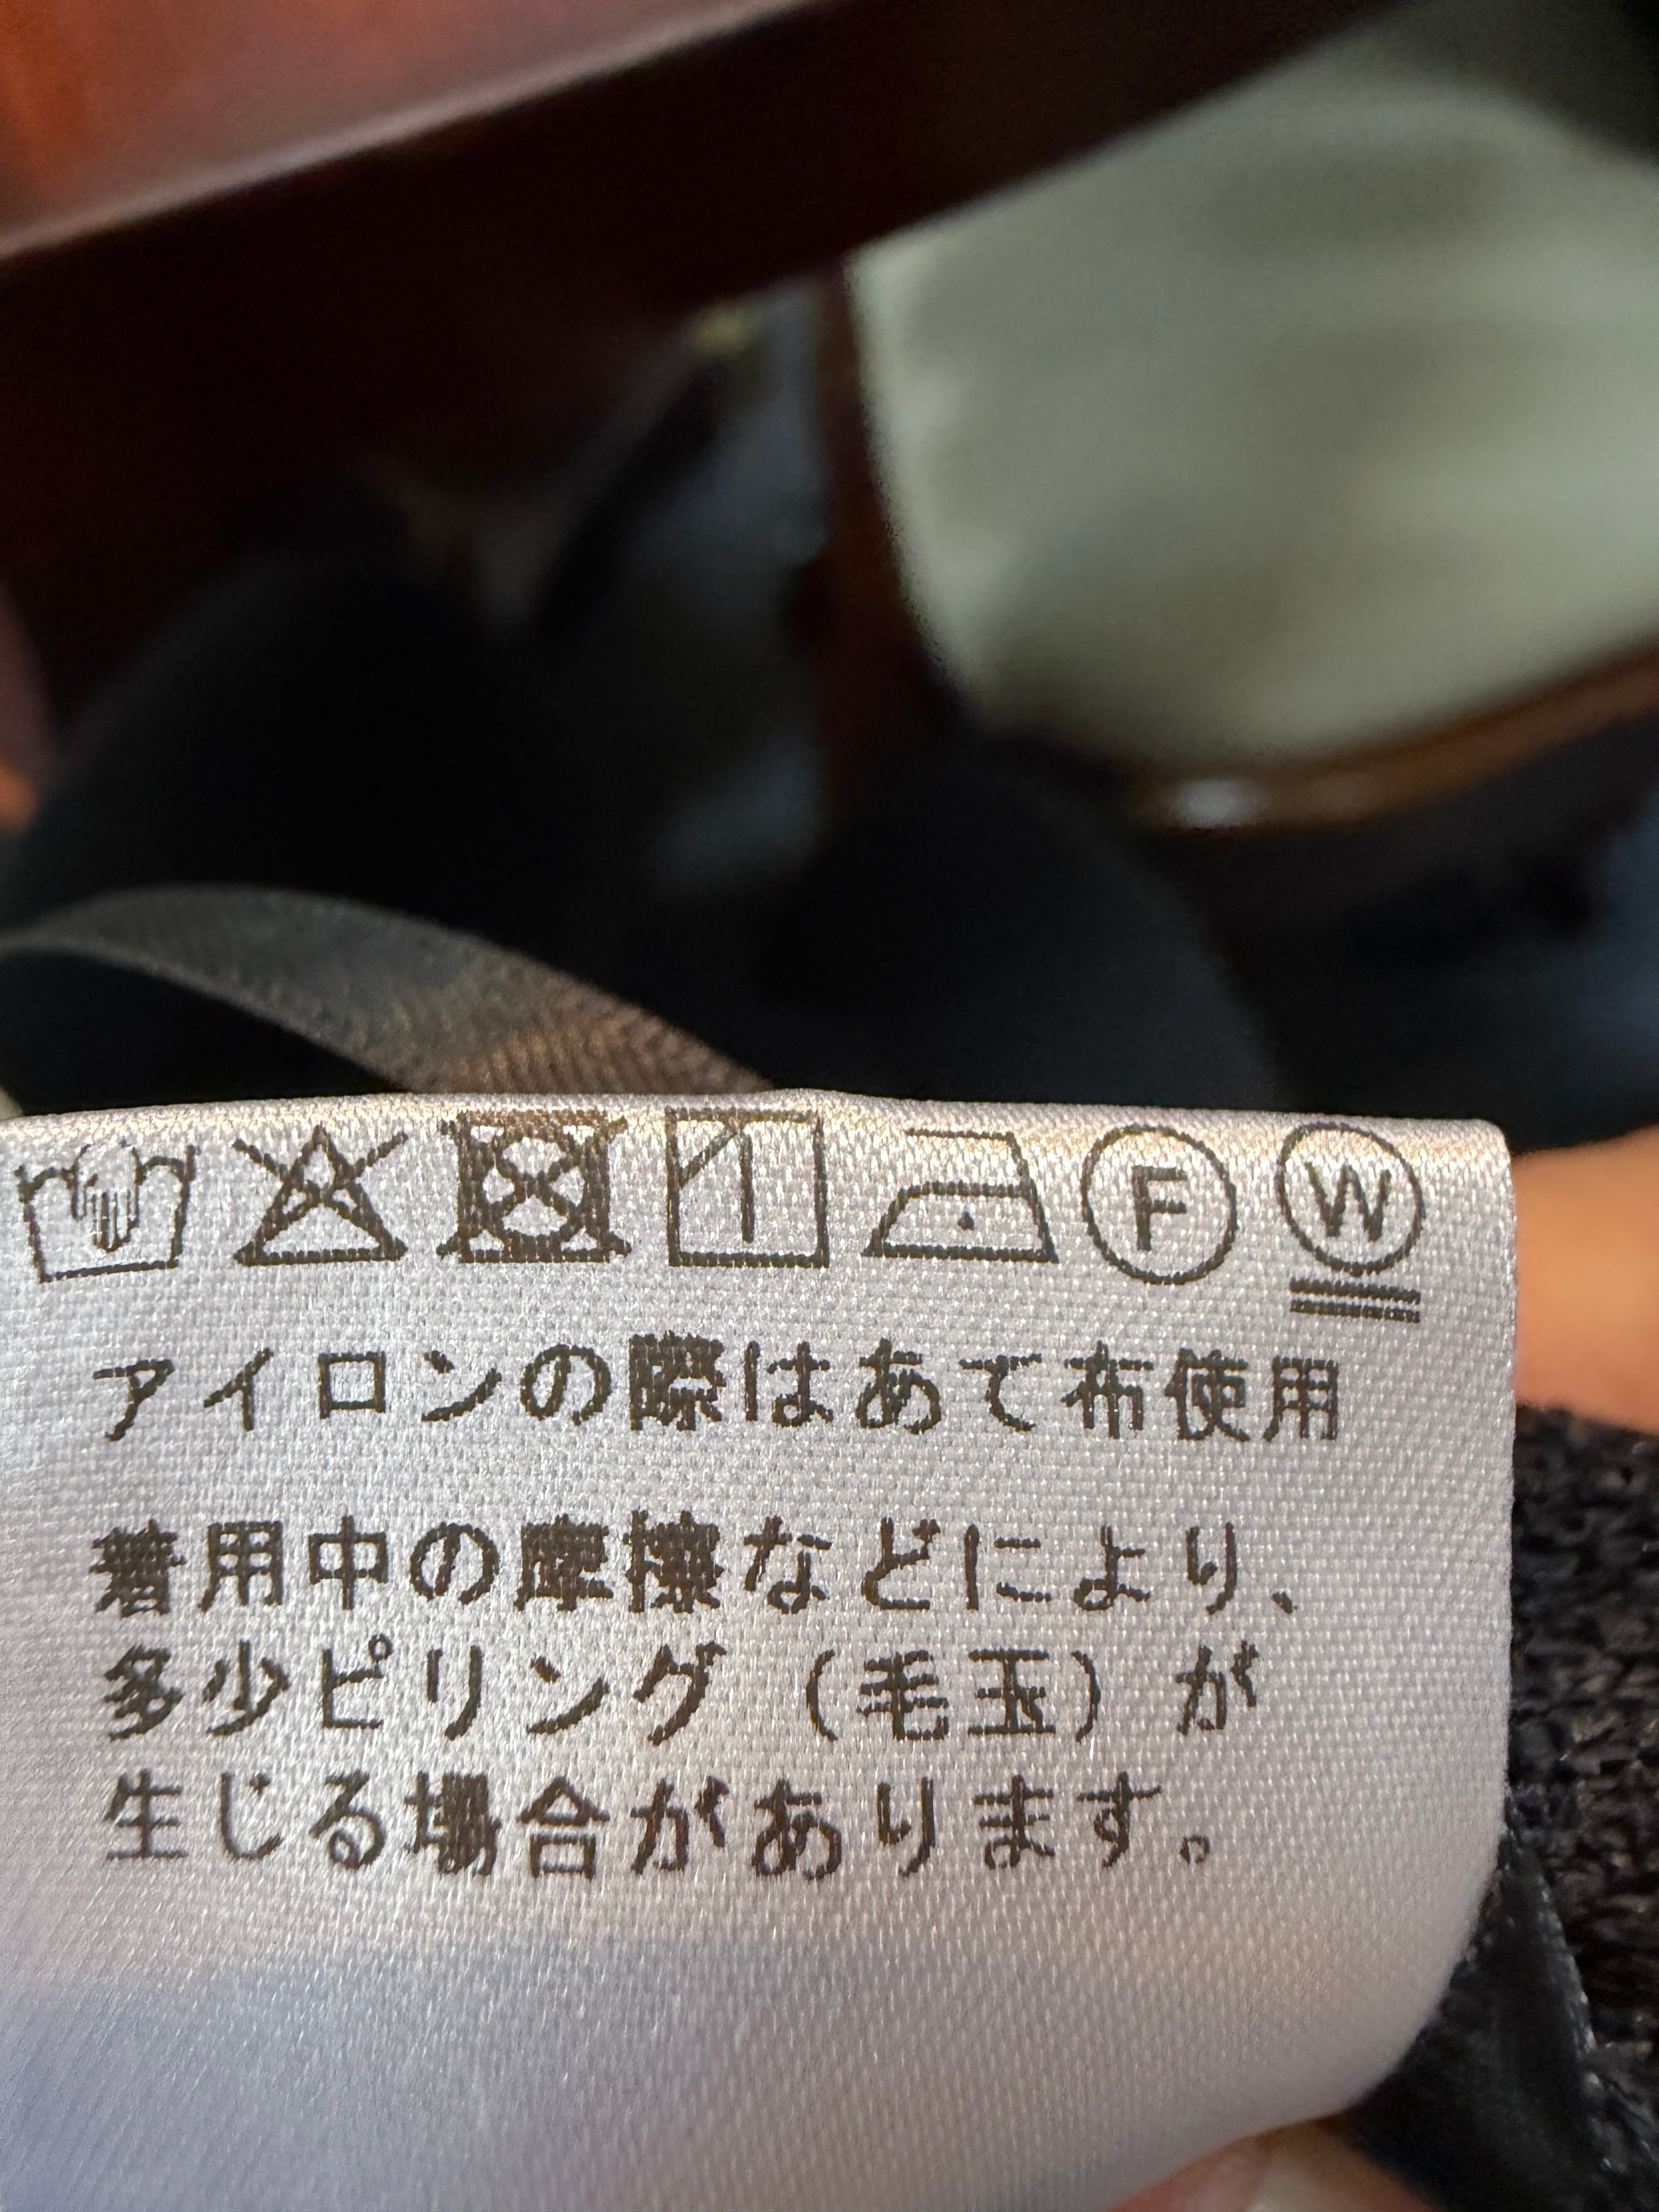 F W
アイロンの際はあて布使用
着用中の摩擦などにより、
多少ピリング（毛玉）が
生じる場合があります。